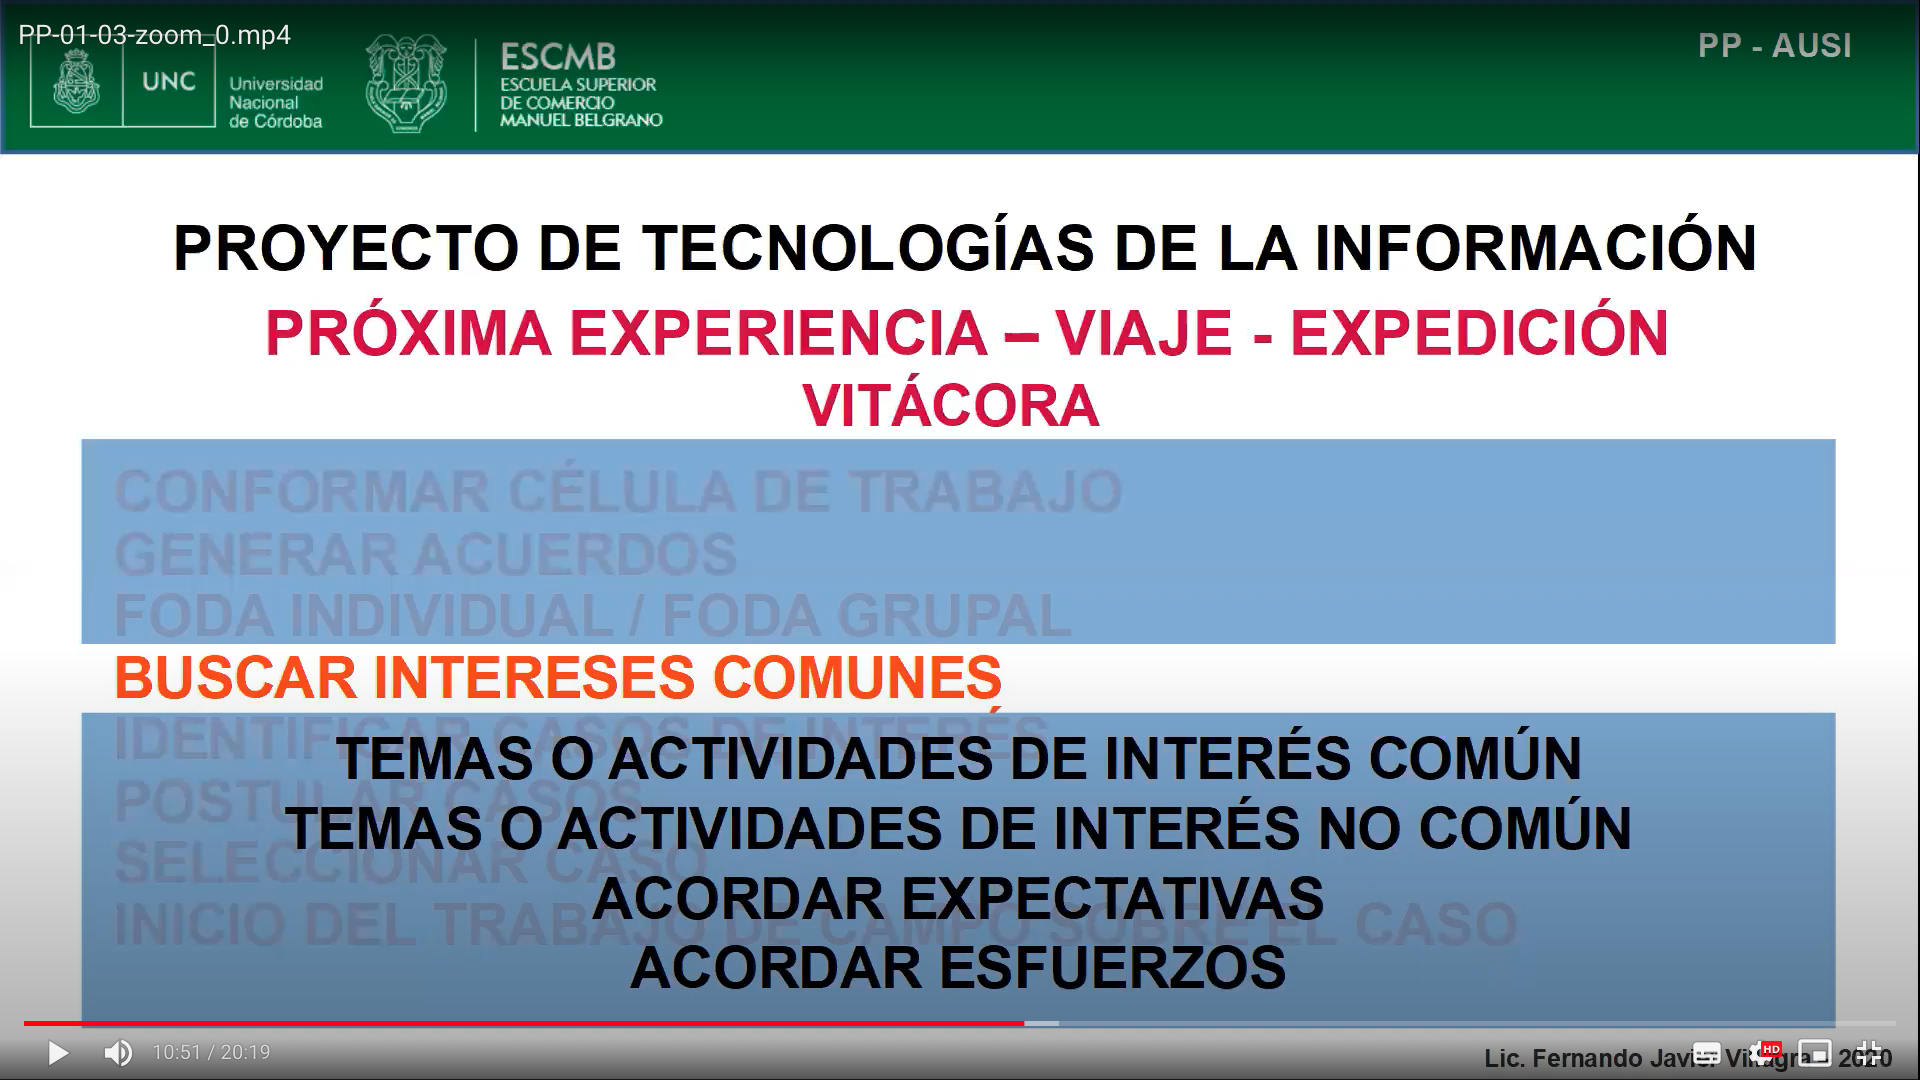 PP-01-03-zoom_0.mp4
PP - AUSI
UNC
Universidad
Nacional
de Córdoba
ESCMB
ESCUELA SUPERIOR
DE COMERCIO
MANUEL BELGRANO
PROYECTO DE TECNOLOGÍAS DE LA INFORMACIÓN
PRÓXIMA EXPERIENCIA – VIAJE - EXPEDICIÓN
VITÁCORA
CONFORMAR CÉLULA DE TRABAJO
GENERAR ACUERDOS
FODA INDIVIDUAL / FODA GRUPAL
BUSCAR INTERESES COMUNES
IDENTIFICAR CASOS DE INTERÉS
TEMAS O ACTIVIDADES DE INTERÉS COMÚN
POSTULAR CASOS
TEMAS O ACTIVIDADES DE INTERÉS NO COMÚN
SELECCIONAR CASO
ACORDAR EXPECTATIVAS
INICIO DEL TRABAJO DE CAMPO SOBRE EL CASO
ACORDAR ESFUERZOS
10:51 / 20:19
HD
Lic. Fernando Javier Villagra - 2020